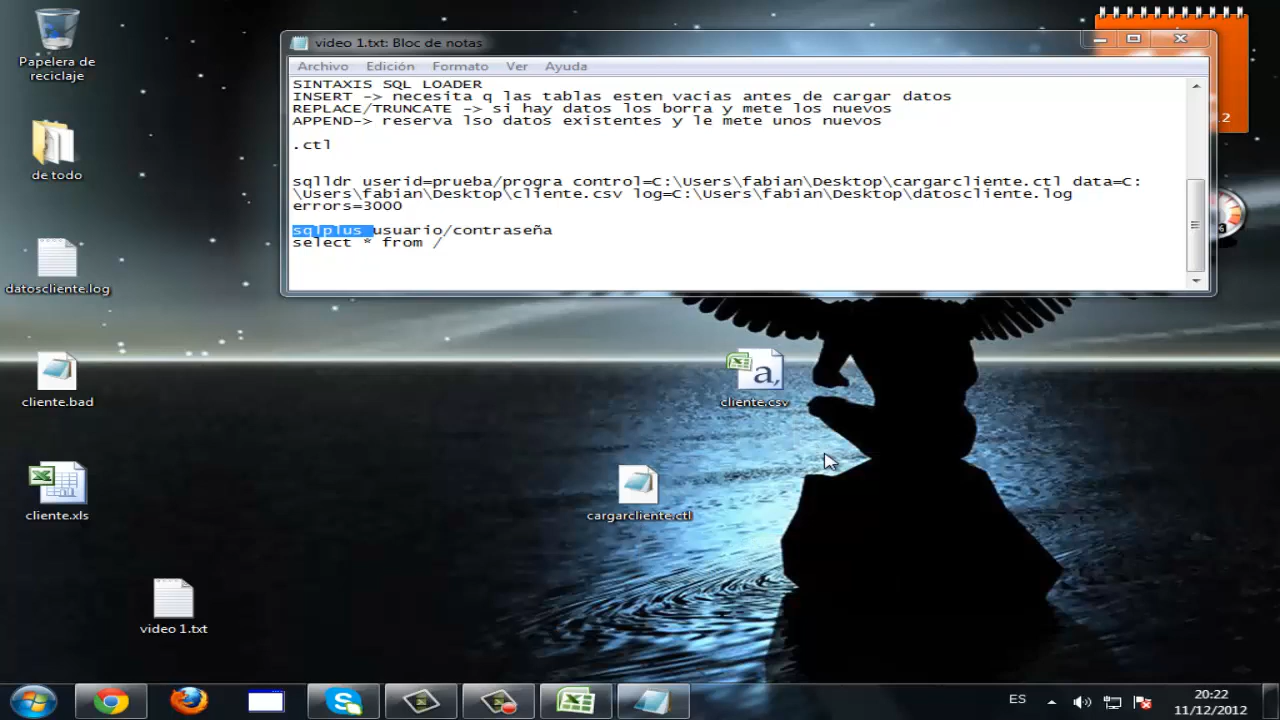 Papelera de
reciclaje
de todo
datoscliente.log
cliente.bad
cliente.xls
video 1.txt
video 1.txt: Bloc de notas
Archivo Edición Formato Ver Ayuda
SINTAXIS SQL LOADER
INSERT -> necesita q las tablas esten vacias antes de cargar datos
REPLACE/TRUNCATE -> si hay datos los borra y mete los nuevos
APPEND-> reserva lso datos existentes y le mete unos nuevos
.ctl
sqlldr userid=prueba/progra control=C:\Users\fabian\Desktop\cargarcliente.ctl data=C:
\Users\fabian\Desktop\cliente.csv log=C:\Users\fabian\Desktop\datoscliente.log
errors=3000
sqlplus usuario/contraseña
select * from /
cliente.csv
cargarcliente.ctl
ES
20:22
11/12/2012